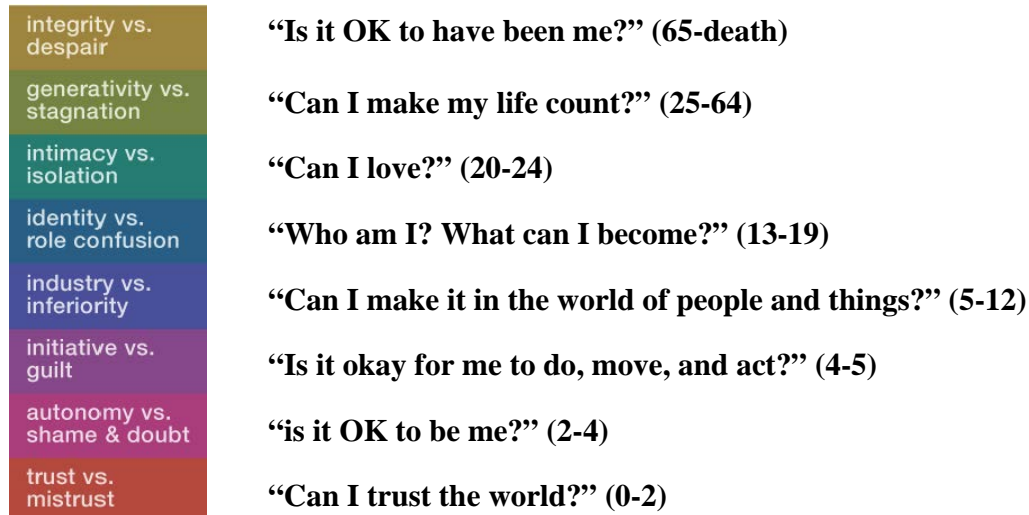 integrity vs.
despair
“Is it OK to have been me?” (65-death)
generativity vs.
stagnation
“Can I make my life count?” (25-64)
intimacy vs.
isolation
“Can I love?” (20-24)
identity vs.
role confusion
“Who am I? What can I become?” (13-19)
industry vs.
inferiority
“Can I make it in the world of people and things?” (5-12)
initiative vs.
guilt
“Is it okay for me to do, move, and act?” (4-5)
autonomy vs.
shame & doubt
“is it OK to be me?” (2-4)
trust vs.
mistrust
“Can I trust the world?” (0-2)